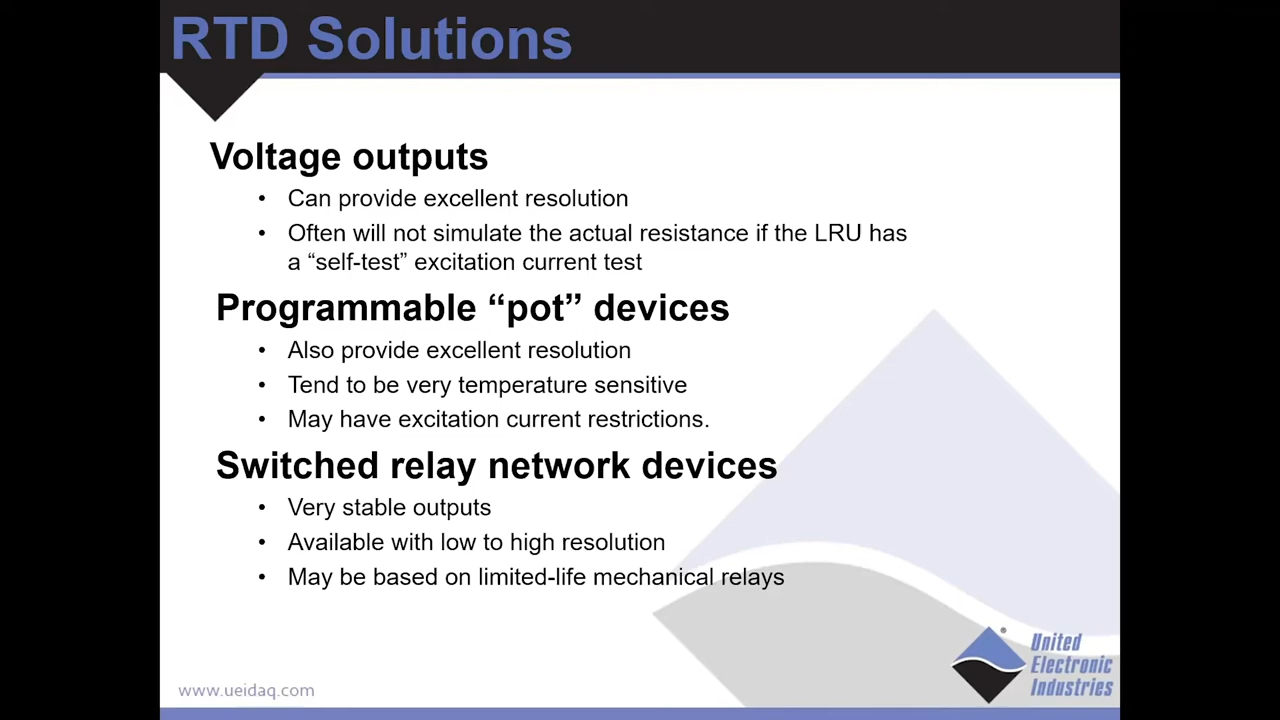 RTD Solutions
Voltage outputs
• Can provide excellent resolution
• Often will not simulate the actual resistance if the LRU has
a “self-test” excitation current test
Programmable “pot” devices
• Also provide excellent resolution
• Tend to be very temperature sensitive
• May have excitation current restrictions.
Switched relay network devices
• Very stable outputs
• Available with low to high resolution
• May be based on limited-life mechanical relays
www.ueidaq.com
®
United
Electronic
Industries